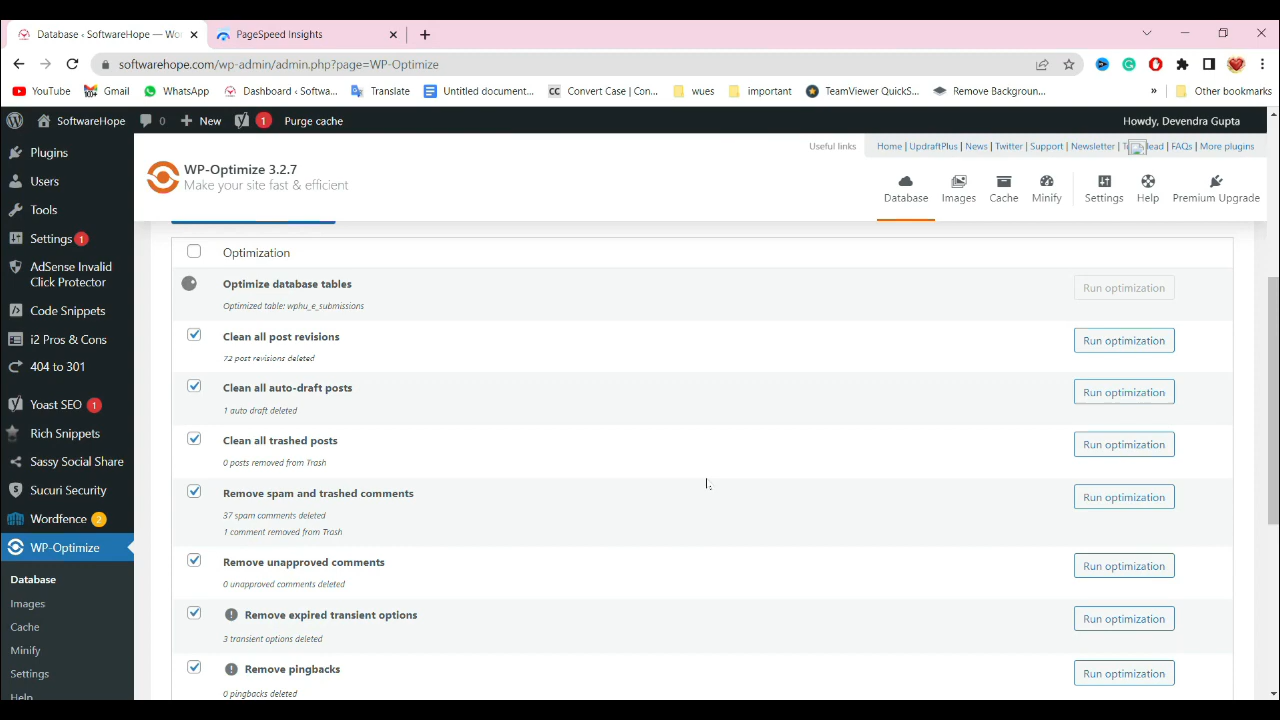 Database ‹ SoftwareHope — Wo
PageSpeed Insights
softwarehope.com/wp-admin/admin.php?page=WP-Optimize
YouTube
Gmail
WhatsApp
Dashboard ‹ Softwa...
Translate
Untitled document...
CC Convert Case | Con...
wues
important
TeamViewer QuickS...
Remove Backgroun...
»
Other bookmarks
SoftwareHope
0
New
1
Purge cache
Howdy, Devendra Gupta
Plugins
Users
Tools
Settings 1
AdSense Invalid
Click Protector
Code Snippets
i2 Pros & Cons
404 to 301
Yoast SEO 1
Rich Snippets
Sassy Social Share
Sucuri Security
Wordfence 2
WP-Optimize
Database
Images
Cache
Minify
Settings
Help
WP-Optimize 3.2.7
Make your site fast & efficient
Useful links
Home | UpdraftPlus | News | Twitter | Support | Newsletter | T lead | FAQs | More plugins
Database
Images
Cache
Minify
Settings
Help
Premium Upgrade
Optimization
Optimize database tables
Optimized table: wphu_e_submissions
Run optimization
Clean all post revisions
72 post revisions deleted
Run optimization
Clean all auto-draft posts
1 auto draft deleted
Run optimization
Clean all trashed posts
0 posts removed from Trash
Run optimization
Remove spam and trashed comments
37 spam comments deleted
1 comment removed from Trash
Run optimization
Remove unapproved comments
0 unapproved comments deleted
Run optimization
Remove expired transient options
3 transient options deleted
Run optimization
Remove pingbacks
0 pingbacks deleted
Run optimization